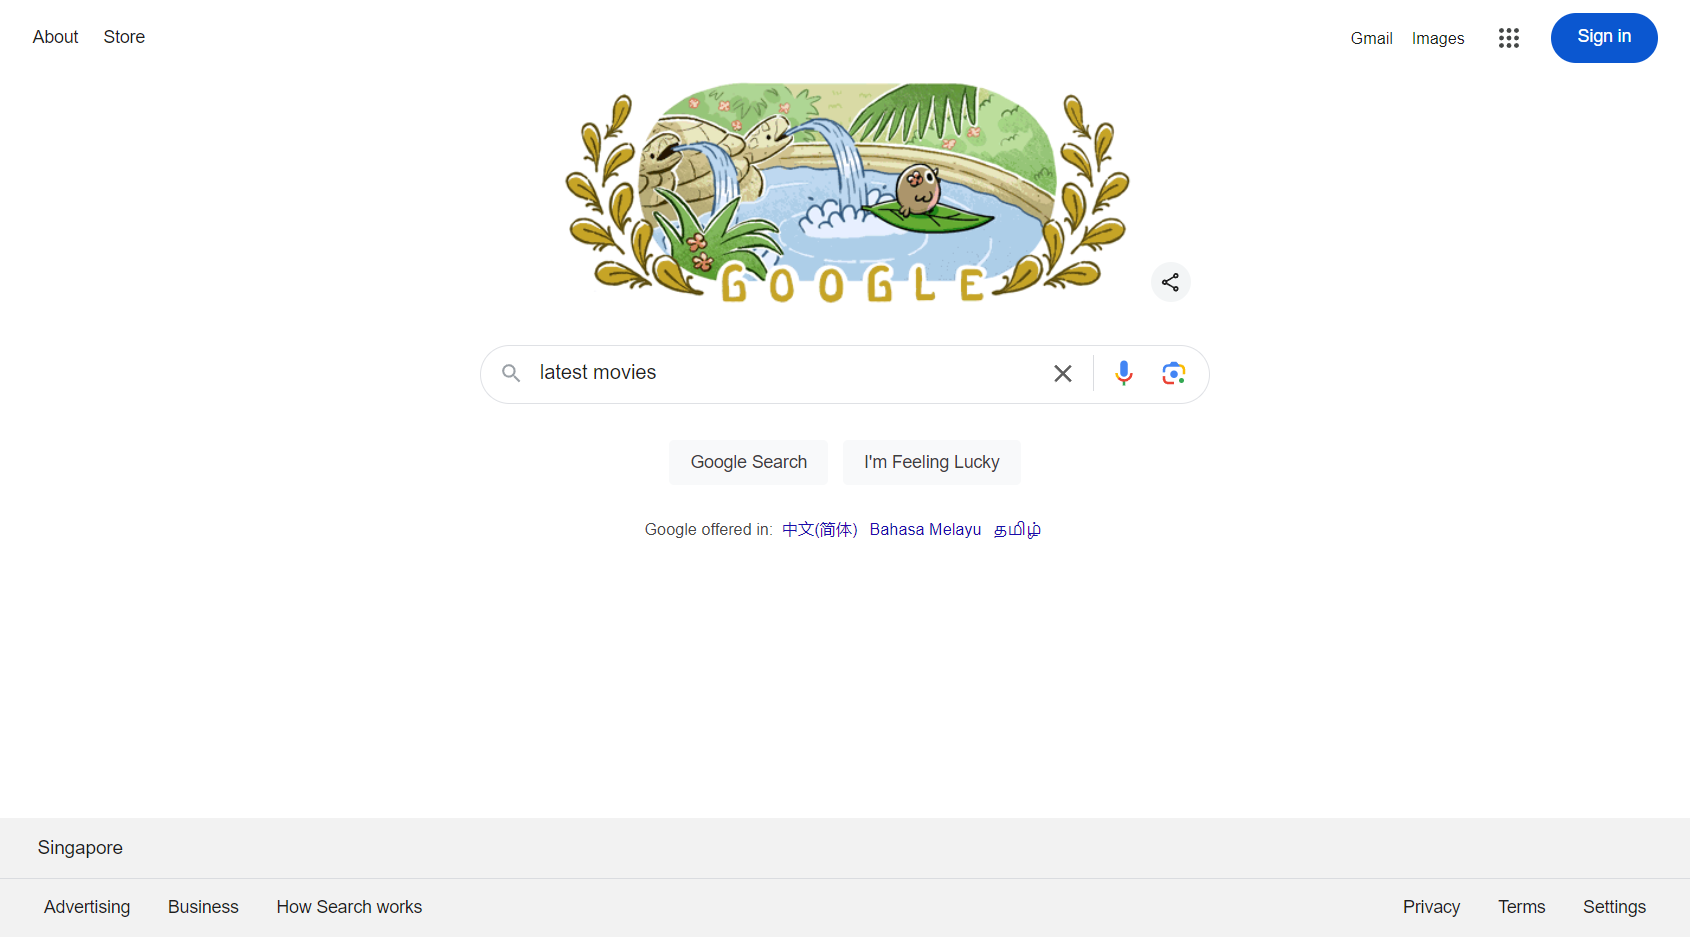 About Store
Gmail Images Sign in
GOOGLE
latest movies
Google Search I'm Feeling Lucky
Google offered in: 中文(简体) Bahasa Melayu தமிழ்
Singapore
Advertising Business How Search works Privacy Terms Settings